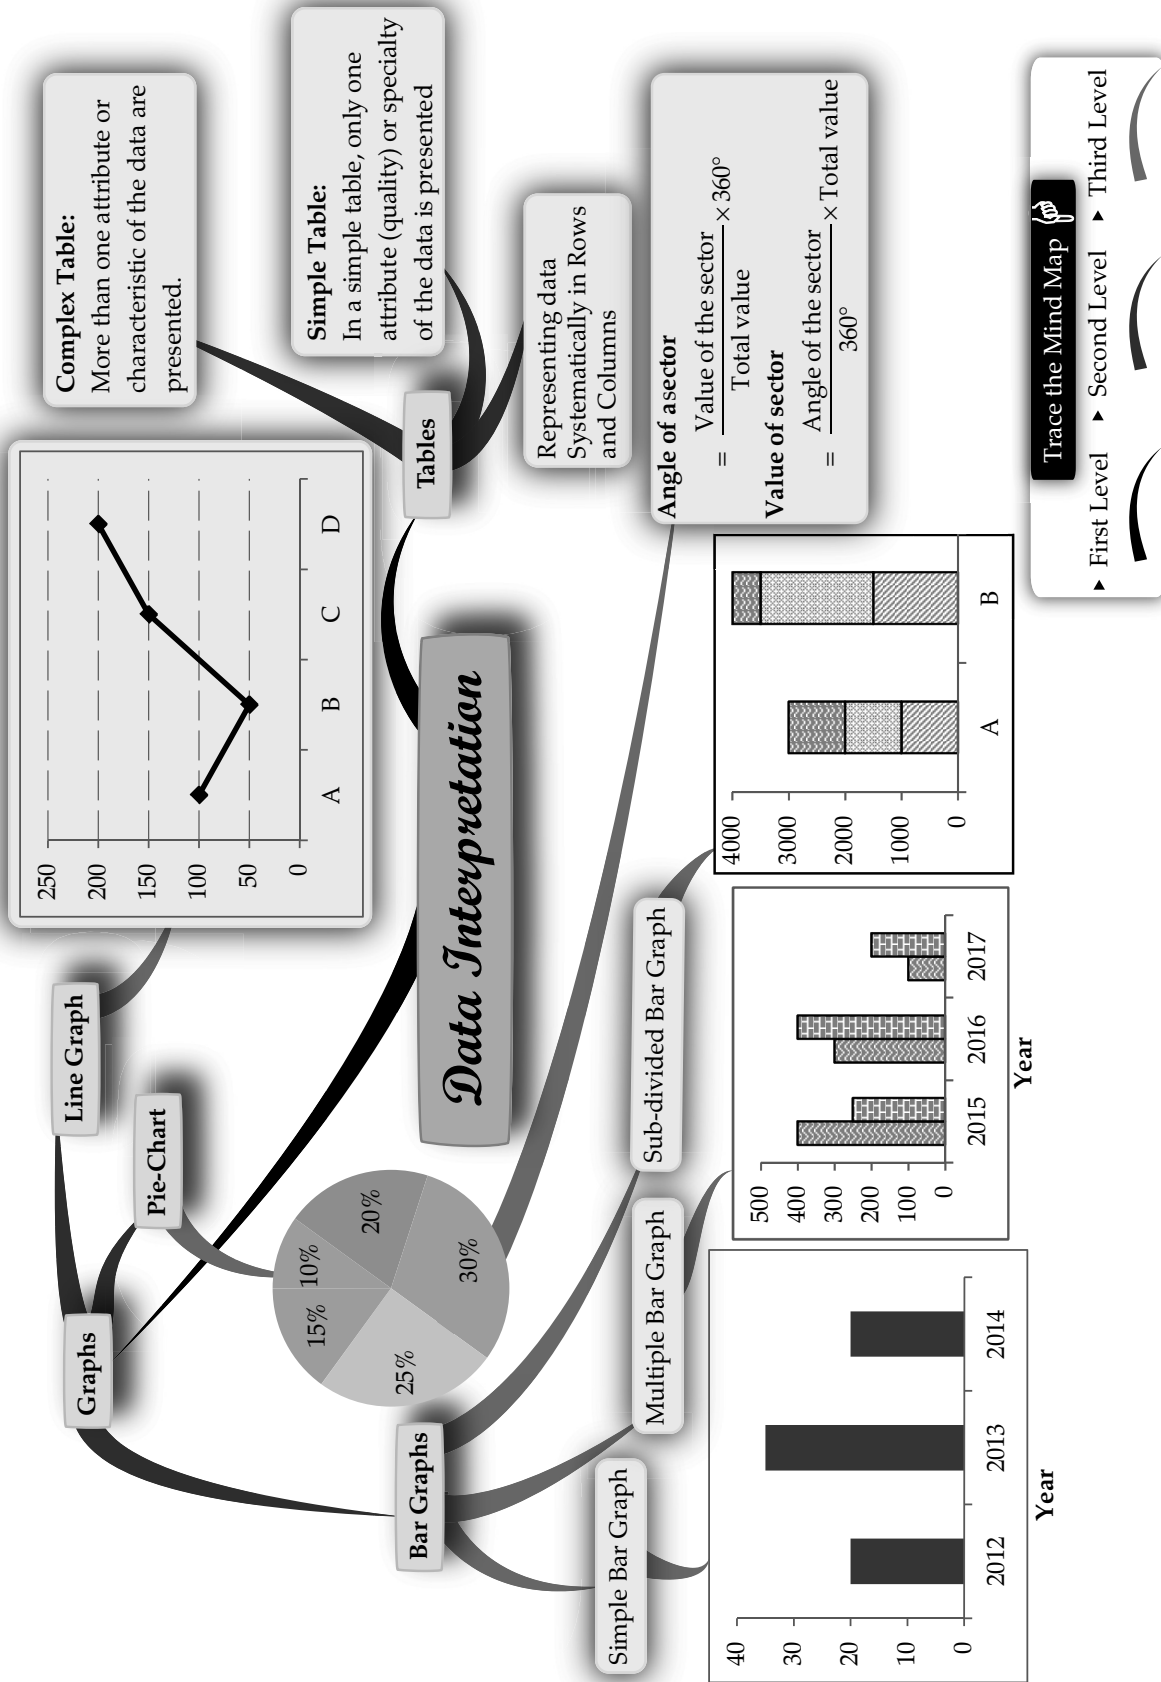 Data Interpretation
Graphs
Line Graph
250
200
150
100
50
0
A
B
C
D
Pie-Chart
10%
20%
15%
25%
30%
Angle of asector
= Value of the sector / Total value × 360°
Value of sector
= Angle of the sector / 360° × Total value
Bar Graphs
Simple Bar Graph
40
30
20
10
0
2012
2013
2014
Year
Multiple Bar Graph
500
400
300
200
100
0
2015
2016
2017
Year
Sub-divided Bar Graph
4000
3000
2000
1000
0
A
B
Tables
Complex Table:
More than one attribute or
characteristic of the data are
presented.
Simple Table:
In a simple table, only one
attribute (quality) or specialty
of the data is presented
Representing data
Systematically in Rows
and Columns
Trace the Mind Map
First Level
Second Level
Third Level